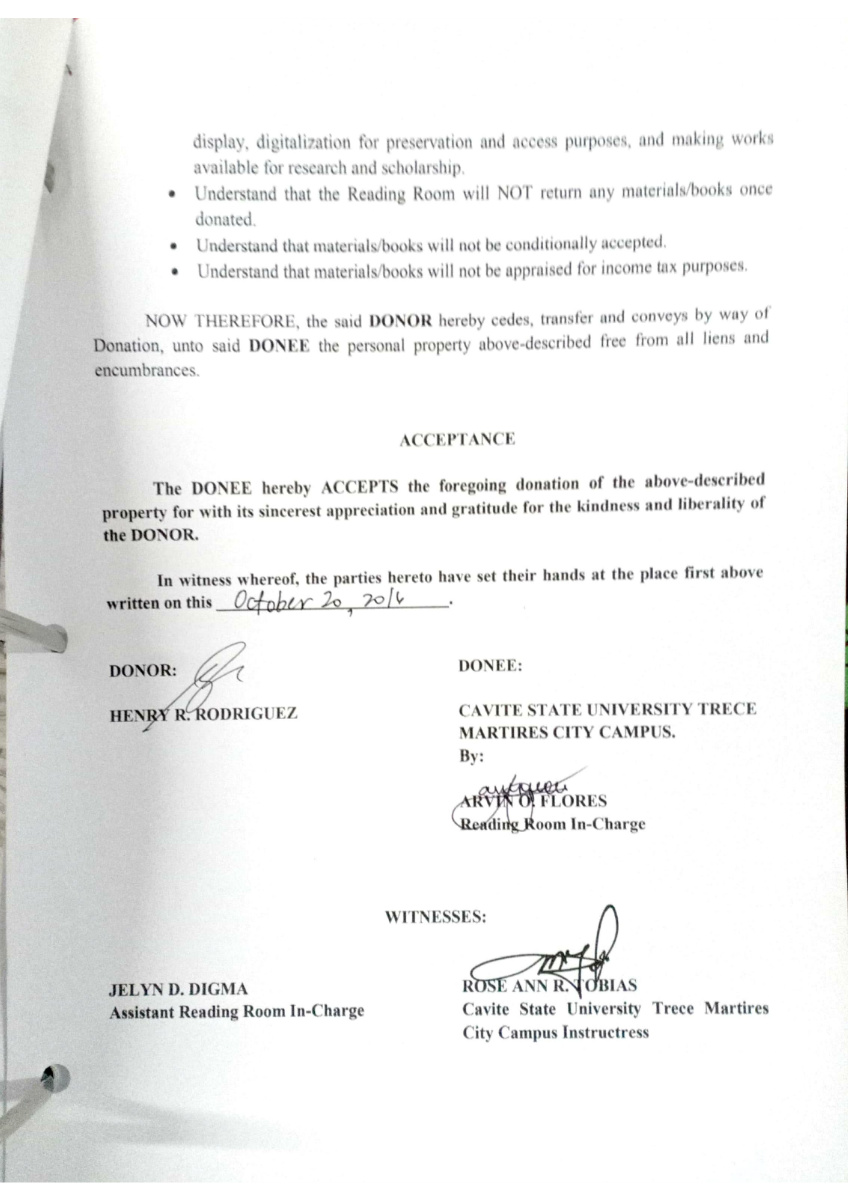 display, digitalization for preservation and access purposes, and making works
available for research and scholarship.
• Understand that the Reading Room will NOT return any materials/books once
donated.
• Understand that materials/books will not be conditionally accepted.
• Understand that materials/books will not be appraised for income tax purposes.
NOW THEREFORE, the said DONOR hereby cedes, transfer and conveys by way of
Donation, unto said DONEE the personal property above-described free from all liens and
encumbrances.
ACCEPTANCE
The DONEE hereby ACCEPTS the foregoing donation of the above-described
property for with its sincerest appreciation and gratitude for the kindness and liberality of
the DONOR.
In witness whereof, the parties hereto have set their hands at the place first above
written on this October 20, 2016.
DONOR:
HENRY R. RODRIGUEZ
DONEE:
CAVITE STATE UNIVERSITY TRECE
MARTIRES CITY CAMPUS.
By:
ARVIN O. FLORES
Reading Room In-Charge
WITNESSES:
JELYN D. DIGMA
Assistant Reading Room In-Charge
ROSE ANN R. TOBIAS
Cavite State University Trece Martires
City Campus Instructress